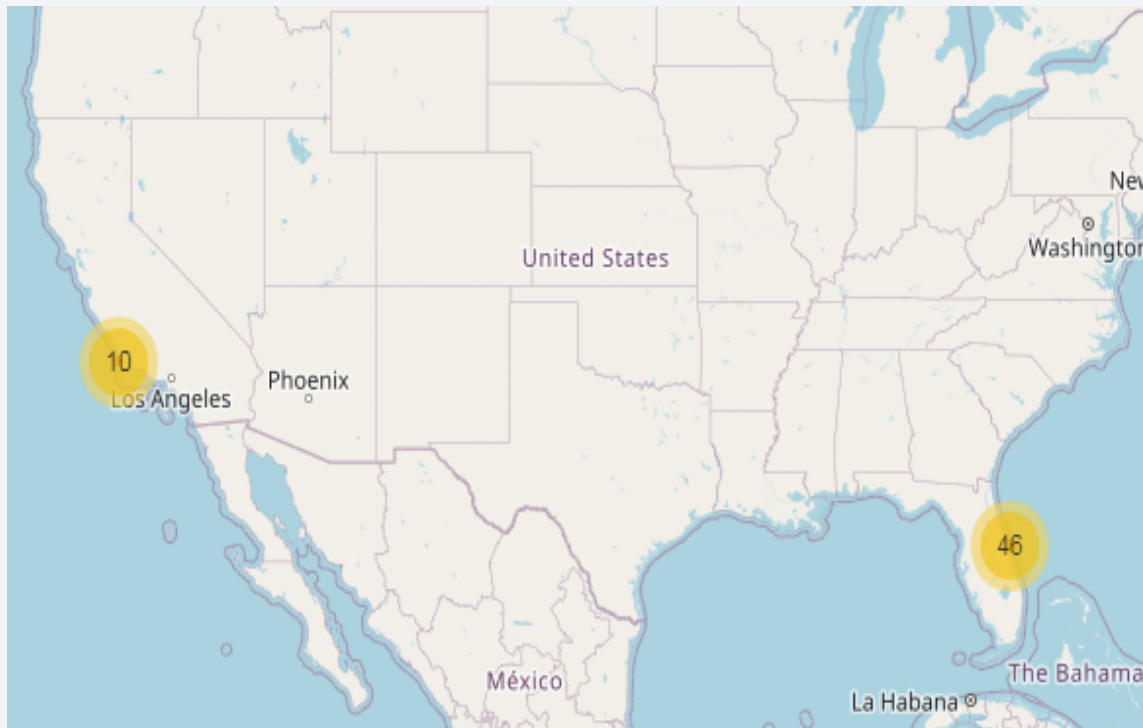 New
Washington
United States
10
Phoenix
Los Angeles
46
The Bahama
México
La Habana